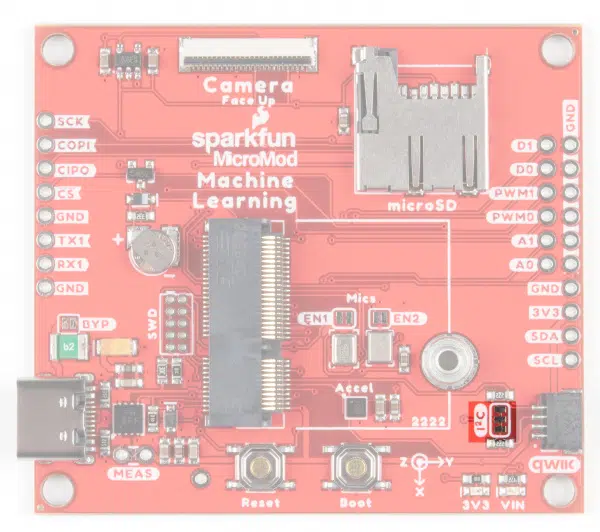 Camera
Face Up
sparkfun
MicroMod
Machine
Learning
microSD
SCK
COPI
CIPO
CS
GND
TX1
RX1
GND
BYP
b2
SWD
MEAS
GND
D1
D0
PWM1
PWM0
A1
A0
GND
3V3
SDA
SCL
Mics
EN1
EN2
Accel
2222
I²C
qwiic
Reset
Boot
Z
Y
X
3V3
VIN